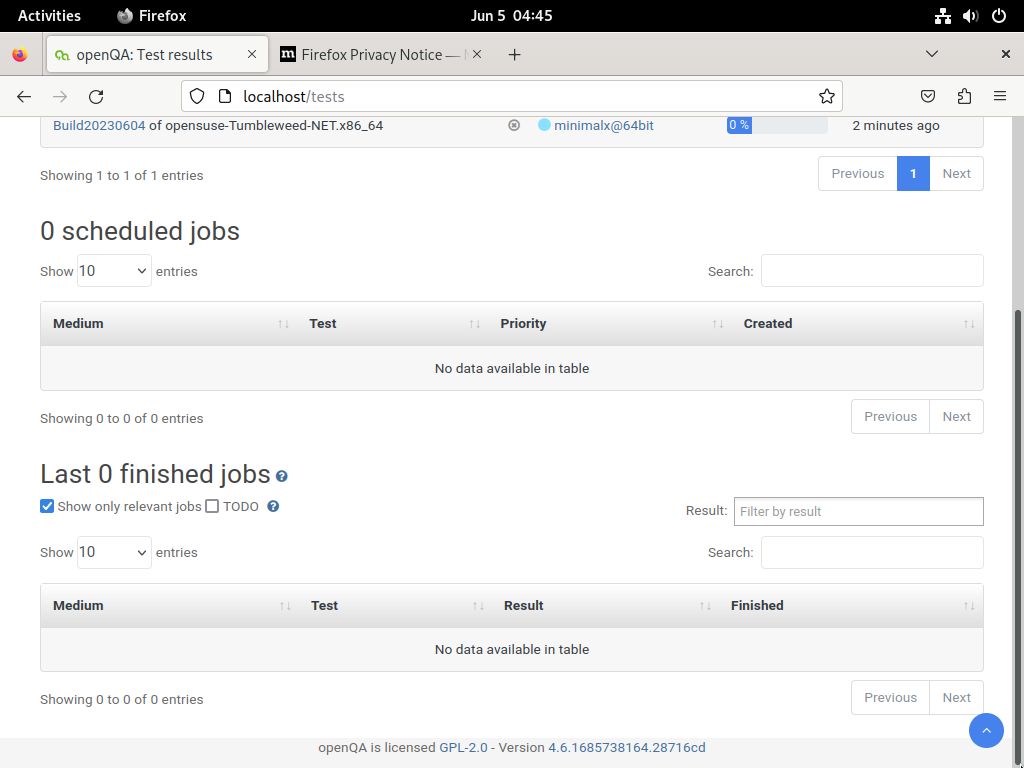 Activities Firefox Jun 5 04:45
openQA: Test results Firefox Privacy Notice —
localhost/tests
Build20230604 of opensuse-Tumbleweed-NET.x86_64 minimalx@64bit 0 % 2 minutes ago
Showing 1 to 1 of 1 entries Previous 1 Next
0 scheduled jobs
Show 10 entries Search:
Medium Test Priority Created
No data available in table
Showing 0 to 0 of 0 entries Previous Next
Last 0 finished jobs
Show only relevant jobs TODO Result: Filter by result
Show 10 entries Search:
Medium Test Result Finished
No data available in table
Showing 0 to 0 of 0 entries Previous Next
openQA is licensed GPL-2.0 - Version 4.6.1685738164.28716cd